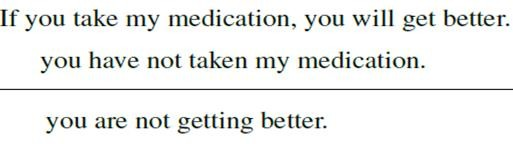 If you take my medication, you will get better.
you have not taken my medication.
you are not getting better.